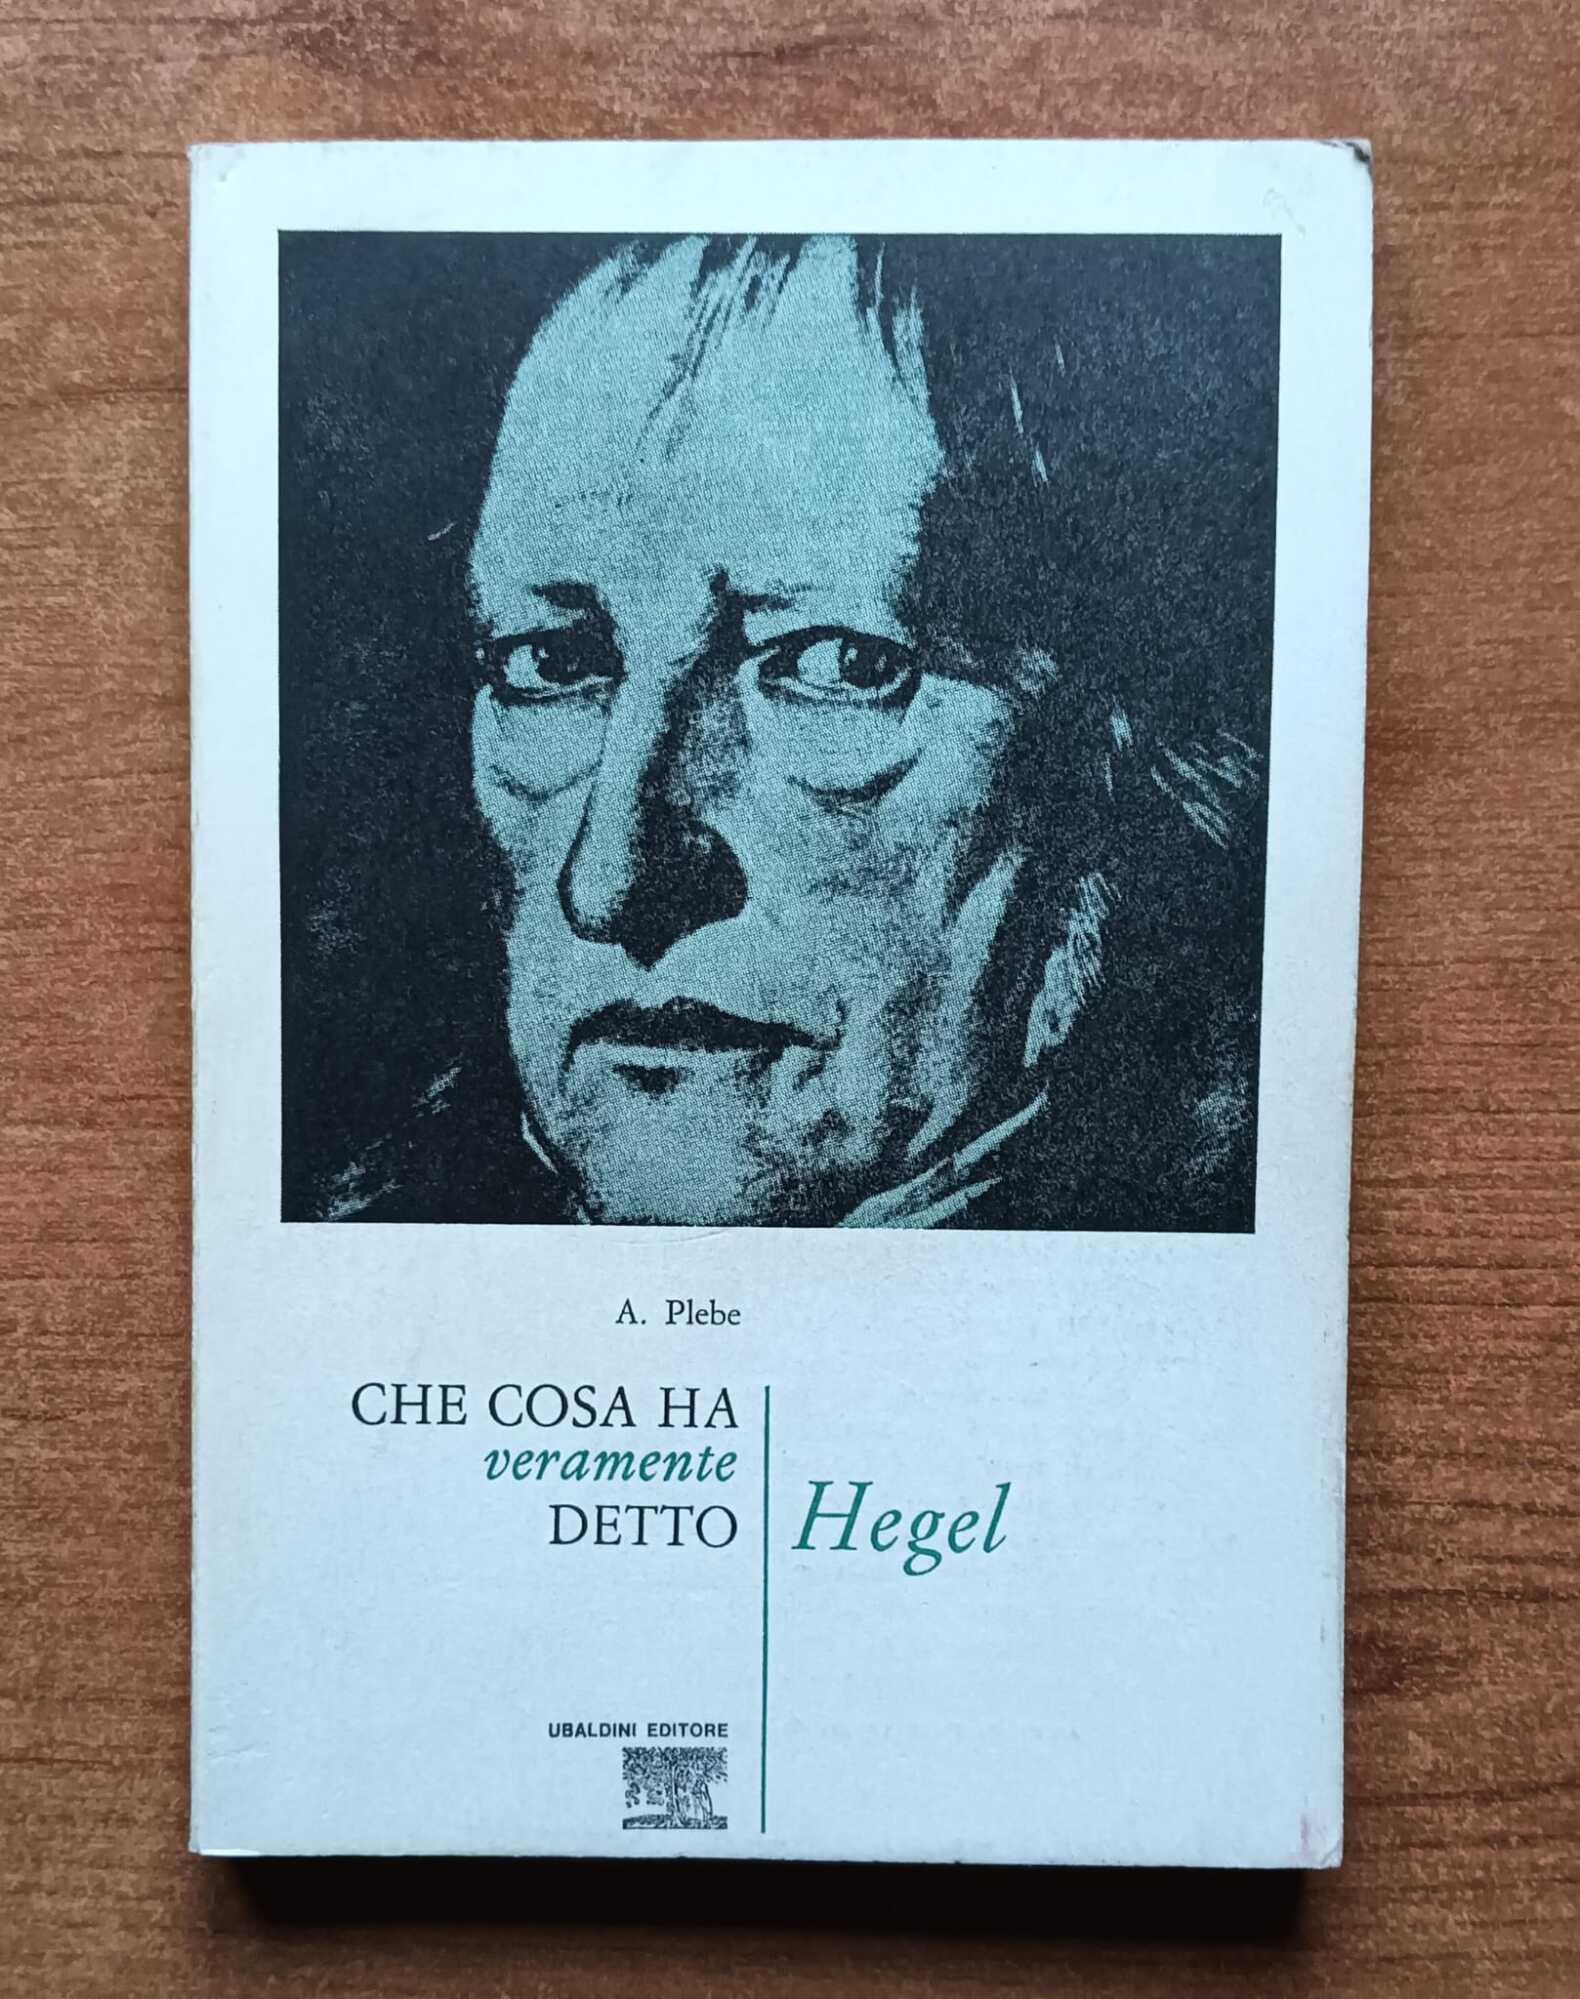 A. Plebe
CHE COSA HA
veramente
DETTO
Hegel
UBALDINI EDITORE